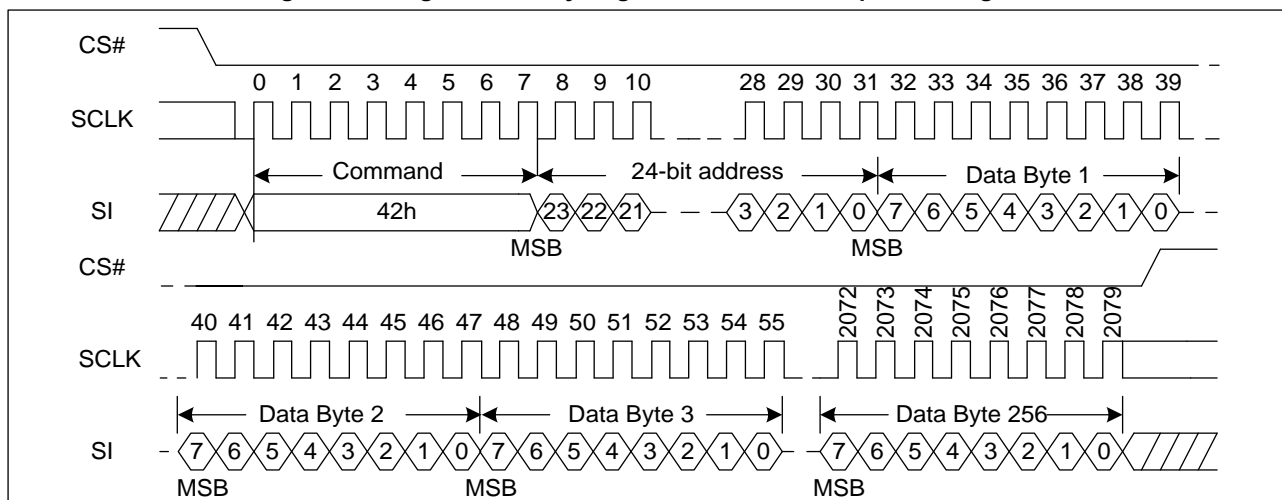 CS#
0 1 2 3 4 5 6 7 8 9 10 28 29 30 31 32 33 34 35 36 37 38 39
SCLK
Command 24-bit address Data Byte 1
SI 42h 23 22 21 3 2 1 0 7 6 5 4 3 2 1 0
MSB MSB
CS#
2072 2073 2074 2075 2076 2077 2078 2079
40 41 42 43 44 45 46 47 48 49 50 51 52 53 54 55
SCLK
Data Byte 2 Data Byte 3 Data Byte 256
SI 7 6 5 4 3 2 1 0 7 6 5 4 3 2 1 0 7 6 5 4 3 2 1 0
MSB MSB MSB